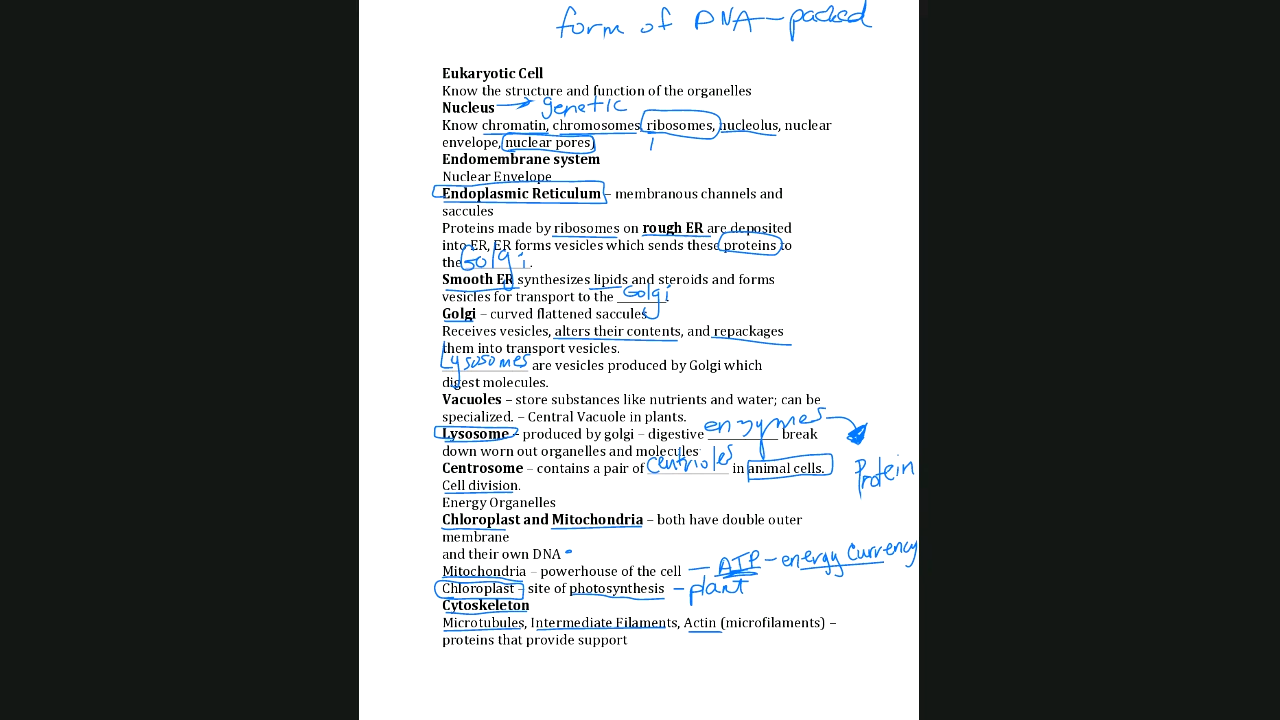 form of DNA - packed
Eukaryotic Cell
Know the structure and function of the organelles
Nucleus → genetic
Know chromatin, chromosomes, ribosomes, nucleolus, nuclear
envelope, nuclear pores,
Endomembrane system
Nuclear Envelope
Endoplasmic Reticulum – membranous channels and
saccules
Proteins made by ribosomes on rough ER are deposited
into ER, ER forms vesicles which sends these proteins to
the Golgi.
Smooth ER synthesizes lipids and steroids and forms
vesicles for transport to the Golgi
Golgi – curved flattened saccules
Receives vesicles, alters their contents, and repackages
them into transport vesicles.
Lysosomes are vesicles produced by Golgi which
digest molecules.
Vacuoles – store substances like nutrients and water; can be
specialized. – Central Vacuole in plants.
Lysosome – produced by golgi – digestive enzymes break
down worn out organelles and molecules
Protein
Centrosome – contains a pair of centrioles in animal cells.
Cell division.
Energy Organelles
Chloroplast and Mitochondria – both have double outer
membrane
and their own DNA
Mitochondria – powerhouse of the cell – ATP – energy currency
Chloroplast – site of photosynthesis – plant
Cytoskeleton
Microtubules, Intermediate Filaments, Actin (microfilaments) –
proteins that provide support